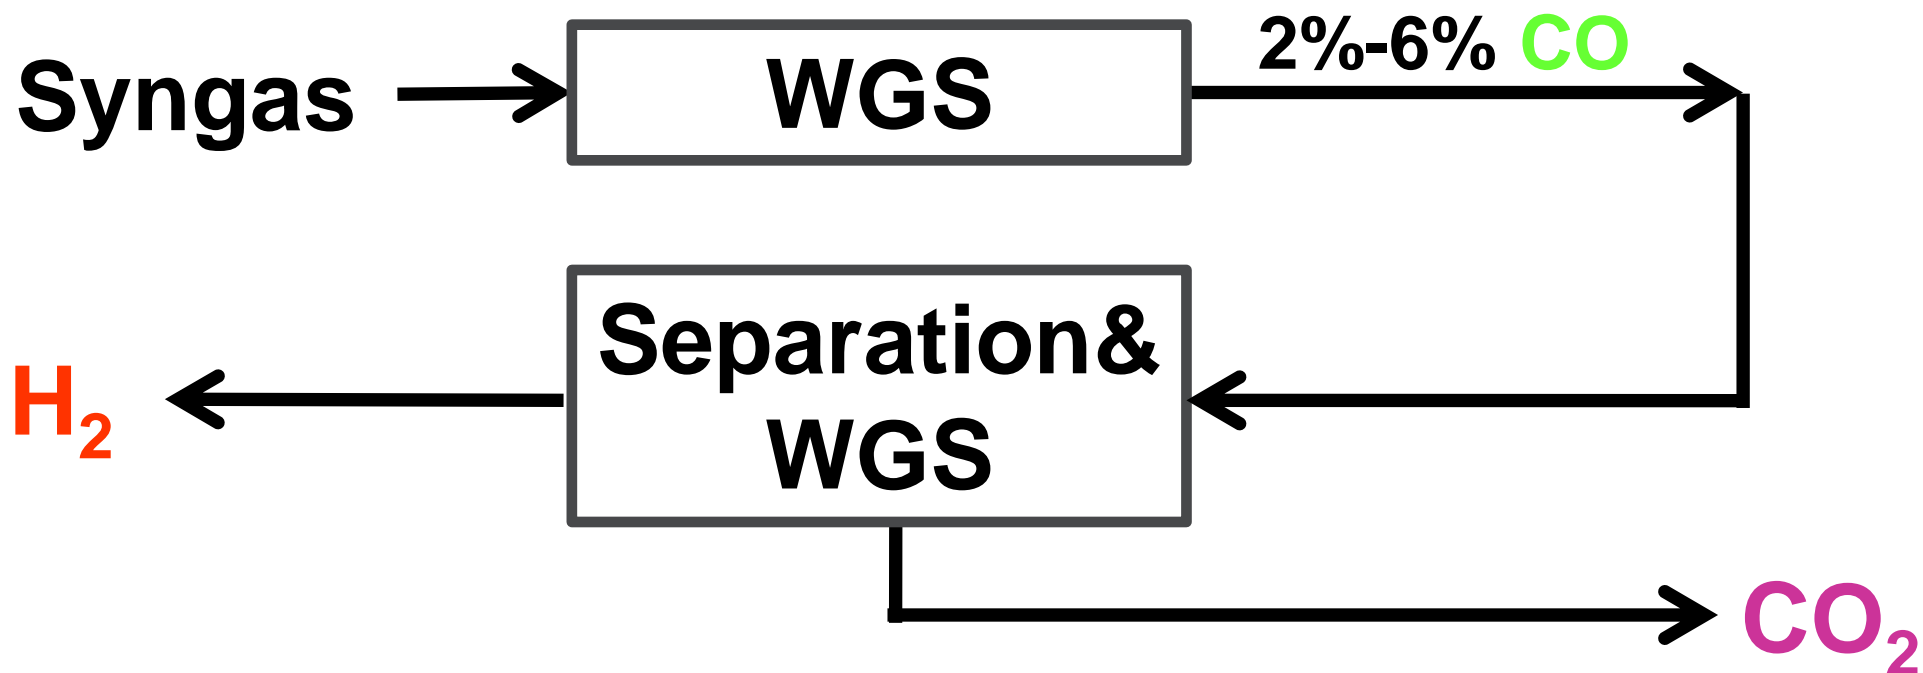 Syngas
WGS
2%-6% CO
Separation&
WGS
H₂
CO₂